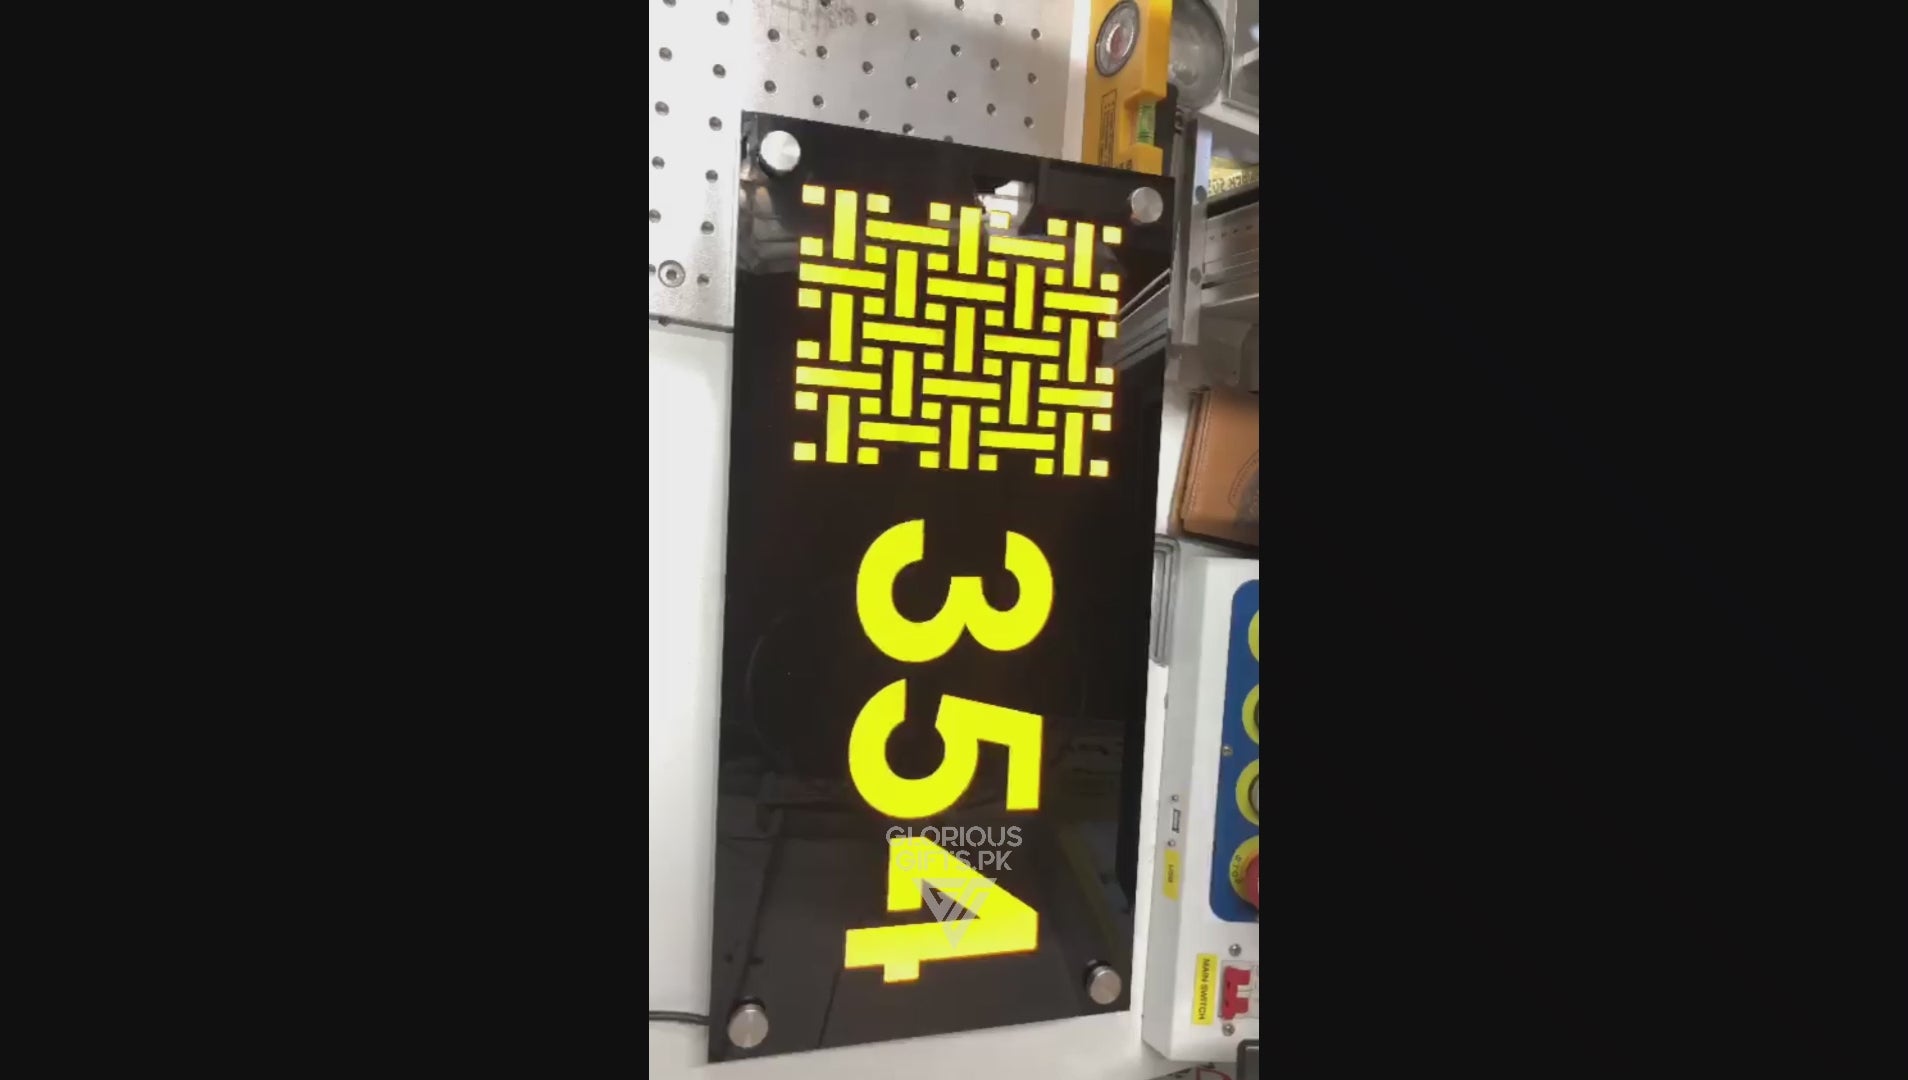 354
GLORIOUS
GIFTS.PK
MAIN SWITCH